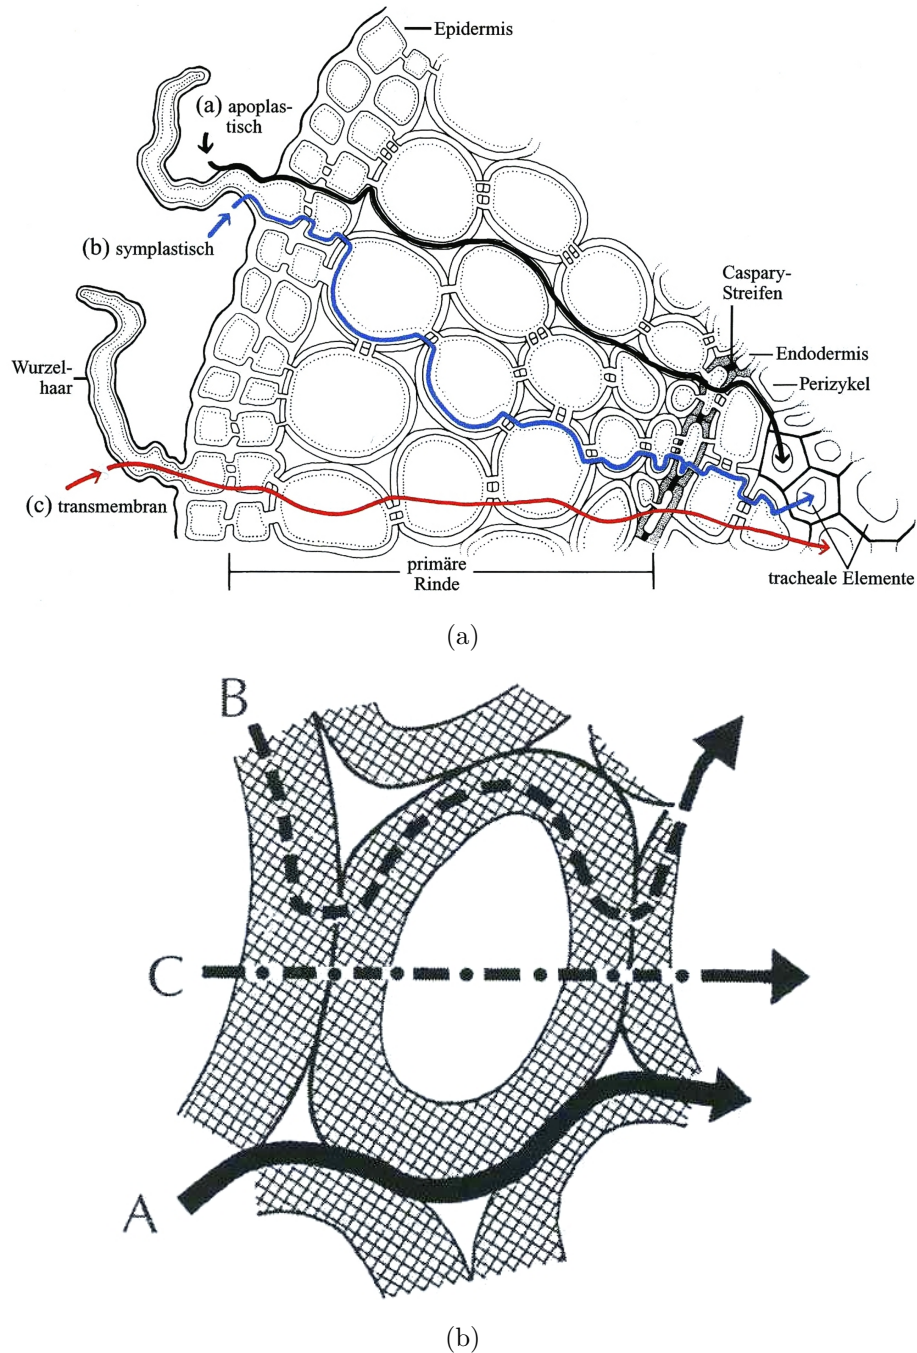 Epidermis
(a) apoplas-
tisch
(b) symplastisch
Caspary-
Streifen
Endodermis
Perizykel
Wurzel-
haar
(c) transmembran
primäre
Rinde
tracheale Elemente
(a)
B
C
A
(b)